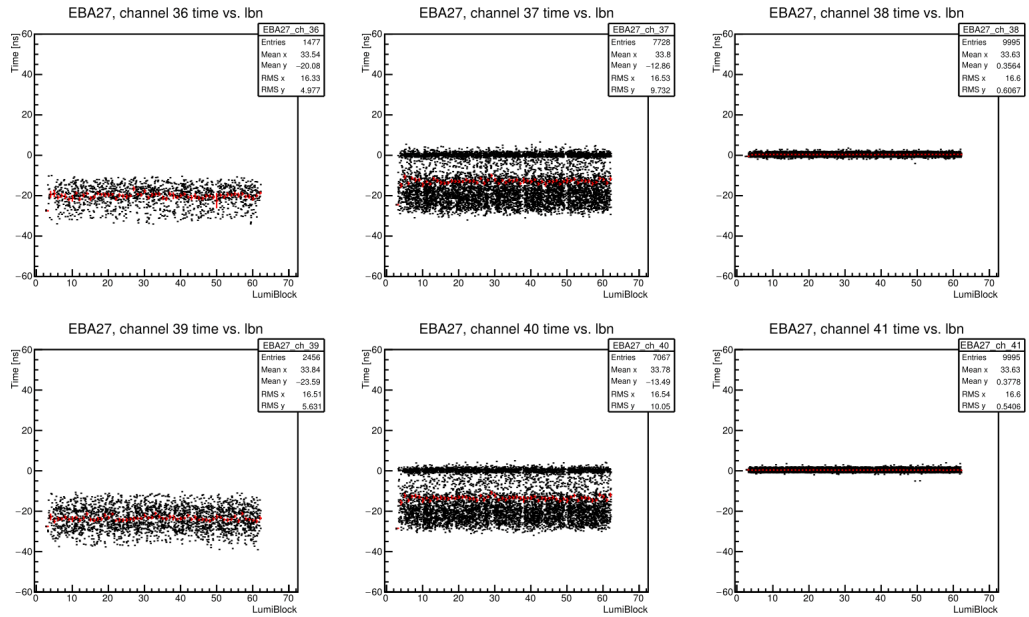 EBA27, channel 36 time vs. lbn
EBA27_ch_36
Entries 1477
Mean x 33.54
Mean y −20.08
RMS x 16.33
RMS y 4.977
Time [ns]
60
40
20
0
−20
−40
−60
0 10 20 30 40 50 60 70
LumiBlock
EBA27, channel 37 time vs. lbn
EBA27_ch_37
Entries 7728
Mean x 33.8
Mean y −12.86
RMS x 16.53
RMS y 9.732
Time [ns]
60
40
20
0
−20
−40
−60
0 10 20 30 40 50 60 70
LumiBlock
EBA27, channel 38 time vs. lbn
EBA27_ch_38
Entries 9995
Mean x 33.63
Mean y 0.3564
RMS x 16.6
RMS y 0.6067
Time [ns]
60
40
20
0
−20
−40
−60
0 10 20 30 40 50 60 70
LumiBlock
EBA27, channel 39 time vs. lbn
EBA27_ch_39
Entries 2456
Mean x 33.84
Mean y −23.59
RMS x 16.51
RMS y 5.631
Time [ns]
60
40
20
0
−20
−40
−60
0 10 20 30 40 50 60 70
LumiBlock
EBA27, channel 40 time vs. lbn
EBA27_ch_40
Entries 7067
Mean x 33.78
Mean y −13.49
RMS x 16.54
RMS y 10.05
Time [ns]
60
40
20
0
−20
−40
−60
0 10 20 30 40 50 60 70
LumiBlock
EBA27, channel 41 time vs. lbn
EBA27_ch_41
Entries 9995
Mean x 33.63
Mean y 0.3778
RMS x 16.6
RMS y 0.5406
Time [ns]
60
40
20
0
−20
−40
−60
0 10 20 30 40 50 60 70
LumiBlock